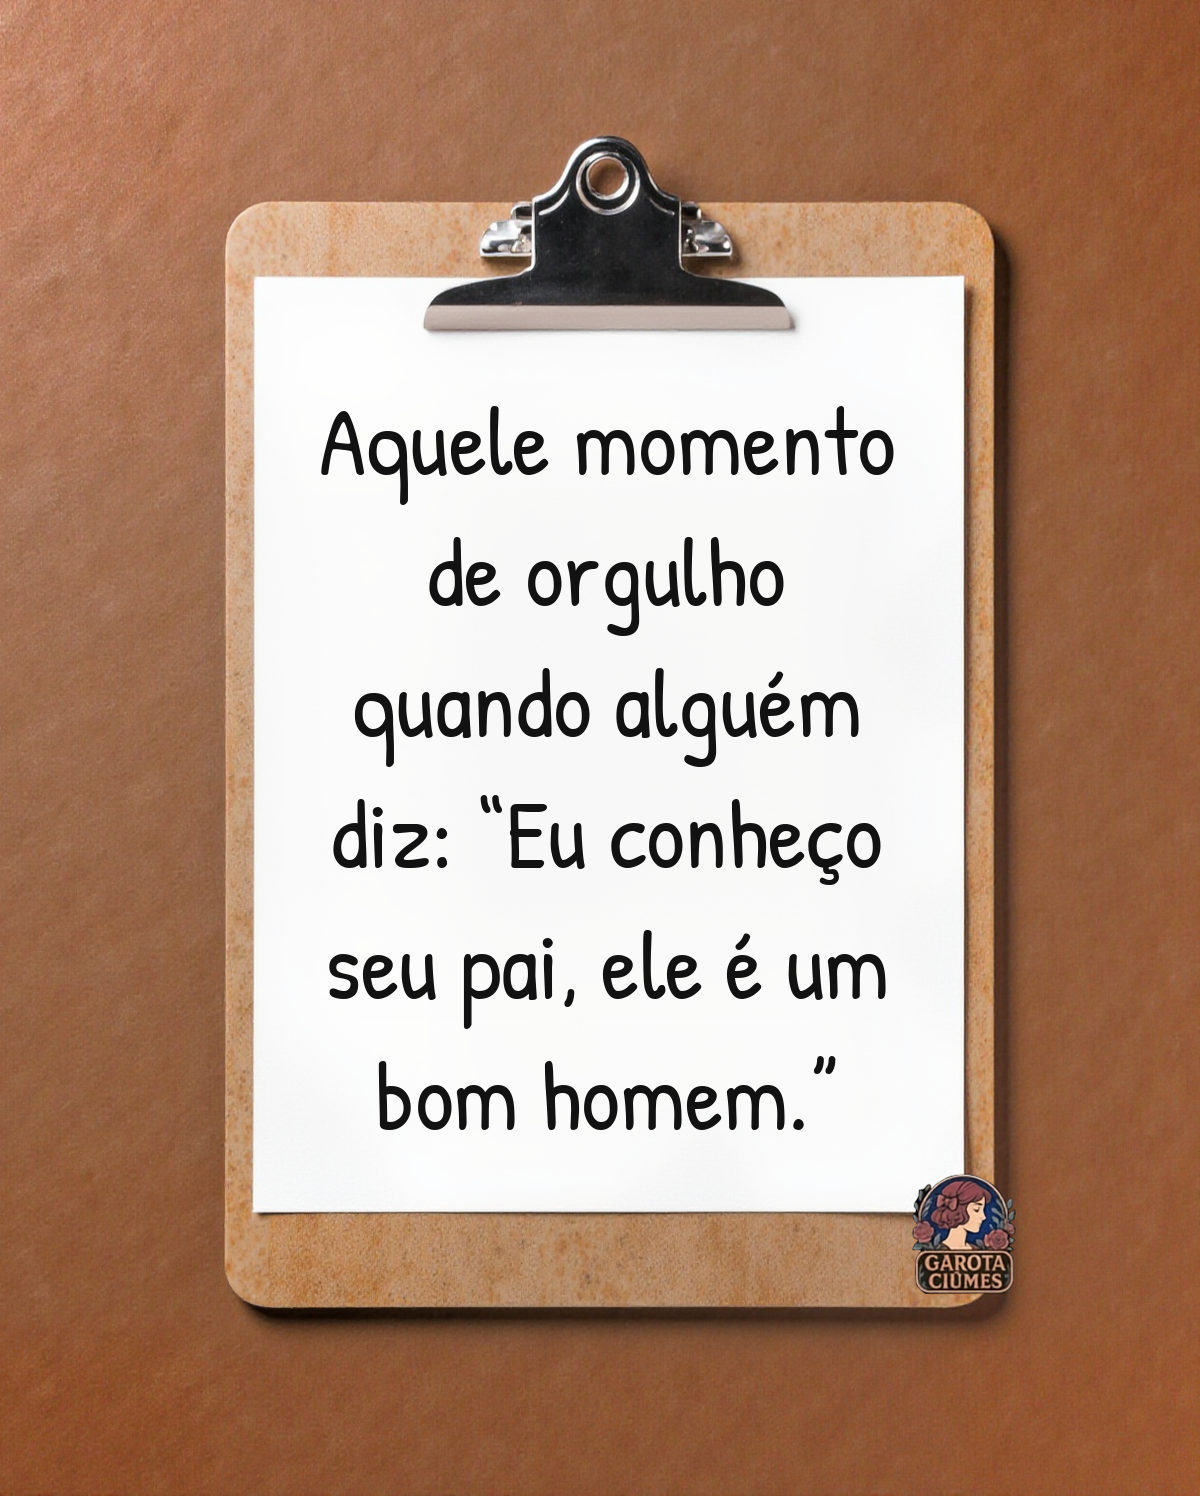 Aquele momento
de orgulho
quando alguém
diz: “Eu conheço
seu pai, ele é um
bom homem.”
GAROTA
CIÚMES